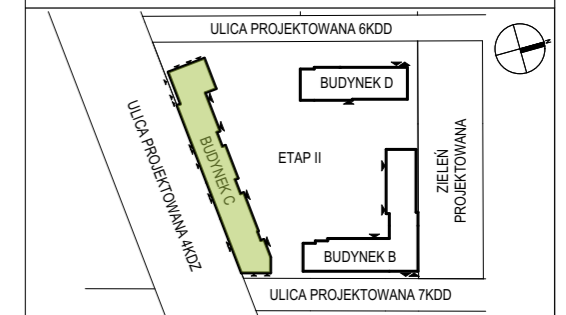 ULICA PROJEKTOWANA 6KDD
N
BUDYNEK D
ULICA PROJEKTOWANA 4KDZ
BUDYNEK C
ETAP II
ZIELEŃ
PROJEKTOWANA
BUDYNEK B
ULICA PROJEKTOWANA 7KDD